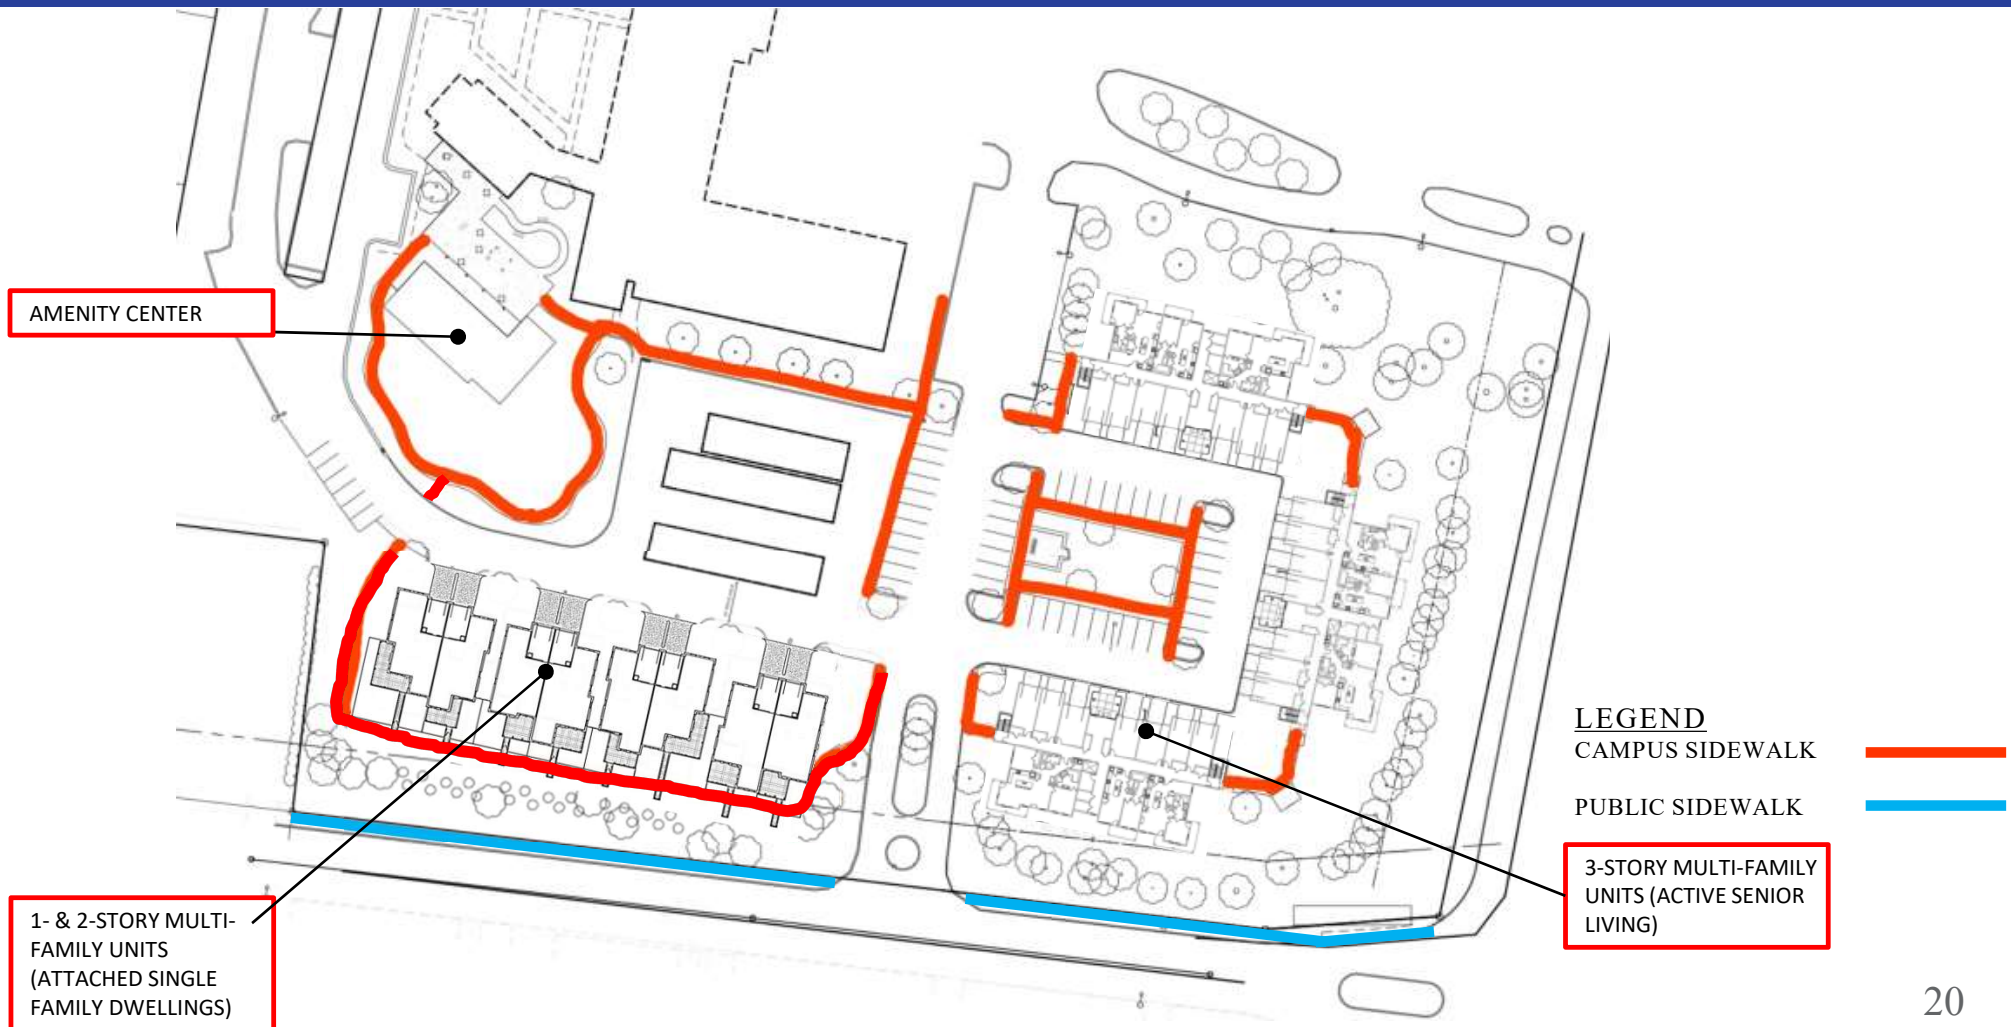 AMENITY CENTER
1- & 2-STORY MULTI-
FAMILY UNITS
(ATTACHED SINGLE
FAMILY DWELLINGS)
LEGEND
CAMPUS SIDEWALK
PUBLIC SIDEWALK
3-STORY MULTI-FAMILY
UNITS (ACTIVE SENIOR
LIVING)
20